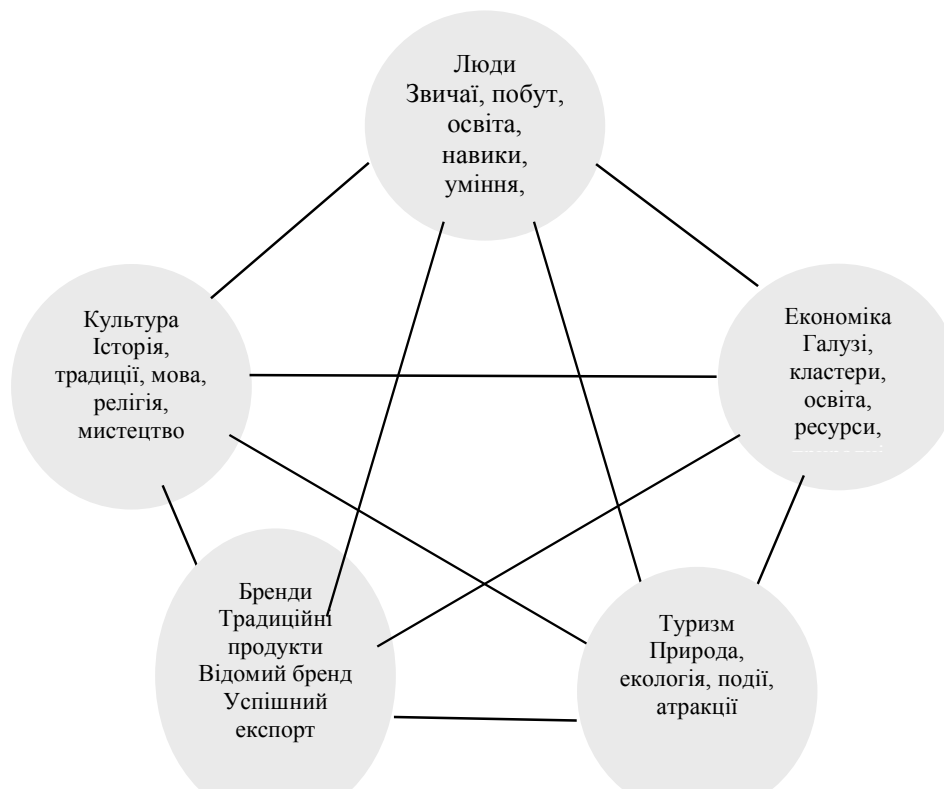 Люди
Звичаї, побут,
освіта,
навики,
уміння,
Культура
Історія,
традиції, мова,
релігія,
мистецтво
Економіка
Галузі,
кластери,
освіта,
ресурси,
Бренди
Традиційні
продукти
Відомий бренд
Успішний
експорт
Туризм
Природа,
екологія, події,
атракції